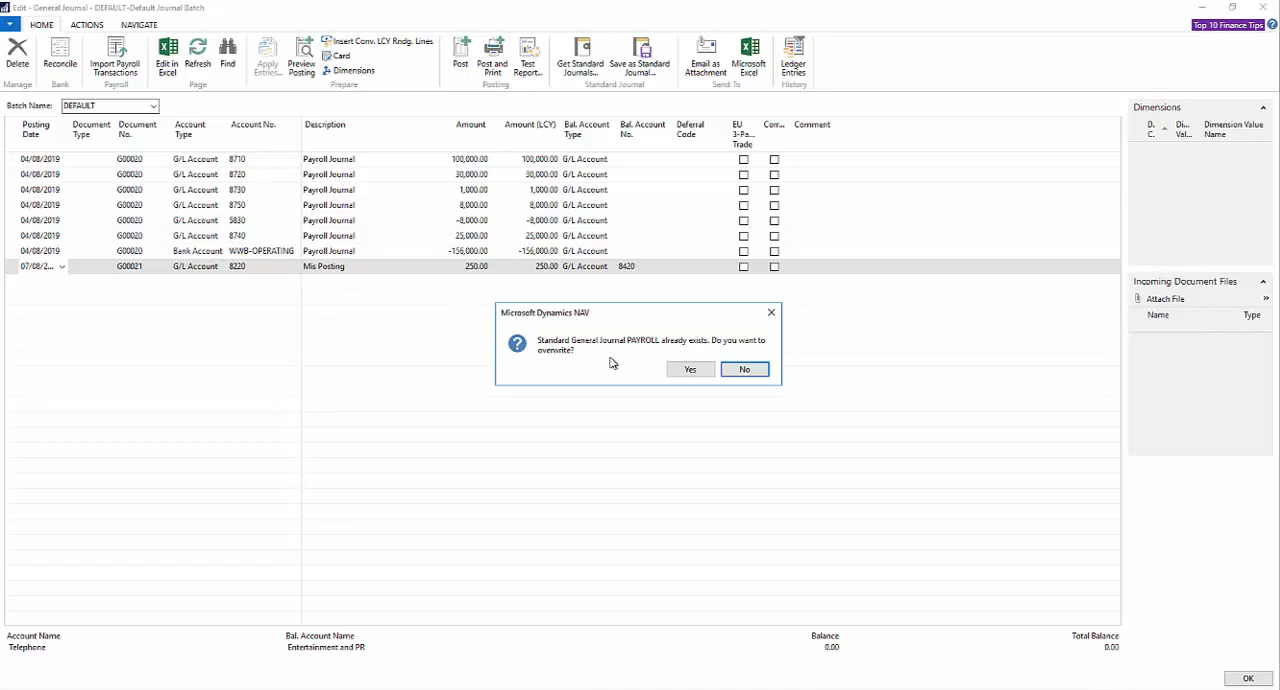 Edit - General Journal - DEFAULT-Default Journal Batch
HOME ACTIONS NAVIGATE
Top 10 Finance Tips
Delete
Reconcile
Import Payroll Transactions
Edit in Excel
Refresh
Find
Apply Entries...
Preview Posting
Insert Conv. LCY Rndg. Lines
Card
Dimensions
Post
Post and Print
Test Report...
Get Standard Journals...
Save as Standard Journal...
Email as Attachment
Microsoft Excel
Ledger Entries
Manage Bank Payroll Page Prepare Posting Standard Journal Send To History
Batch Name: DEFAULT
Posting Date Document Type Document No. Account Type Account No. Description Amount Amount (LCY) Bal. Account Type Bal. Account No. Deferral Code EU 3-Pa... Trade Corr... Comment
04/08/2019 G00020 G/L Account 8710 Payroll Journal 100,000.00 100,000.00 G/L Account
04/08/2019 G00020 G/L Account 8720 Payroll Journal 30,000.00 30,000.00 G/L Account
04/08/2019 G00020 G/L Account 8730 Payroll Journal 1,000.00 1,000.00 G/L Account
04/08/2019 G00020 G/L Account 8750 Payroll Journal 8,000.00 8,000.00 G/L Account
04/08/2019 G00020 G/L Account 5830 Payroll Journal -8,000.00 -8,000.00 G/L Account
04/08/2019 G00020 G/L Account 8740 Payroll Journal 25,000.00 25,000.00 G/L Account
04/08/2019 G00020 Bank Account WWB-OPERATING Payroll Journal -156,000.00 -156,000.00 G/L Account
07/08/2... G00021 G/L Account 8220 Mis Posting 250.00 250.00 G/L Account 8420
Microsoft Dynamics NAV
Standard General Journal PAYROLL already exists. Do you want to
overwrite?
Yes No
Dimensions
D. C. Di... Val... Dimension Value Name
Incoming Document Files
Attach File
Name Type
Account Name Bal. Account Name Balance Total Balance
Telephone Entertainment and PR 0.00 0.00
OK